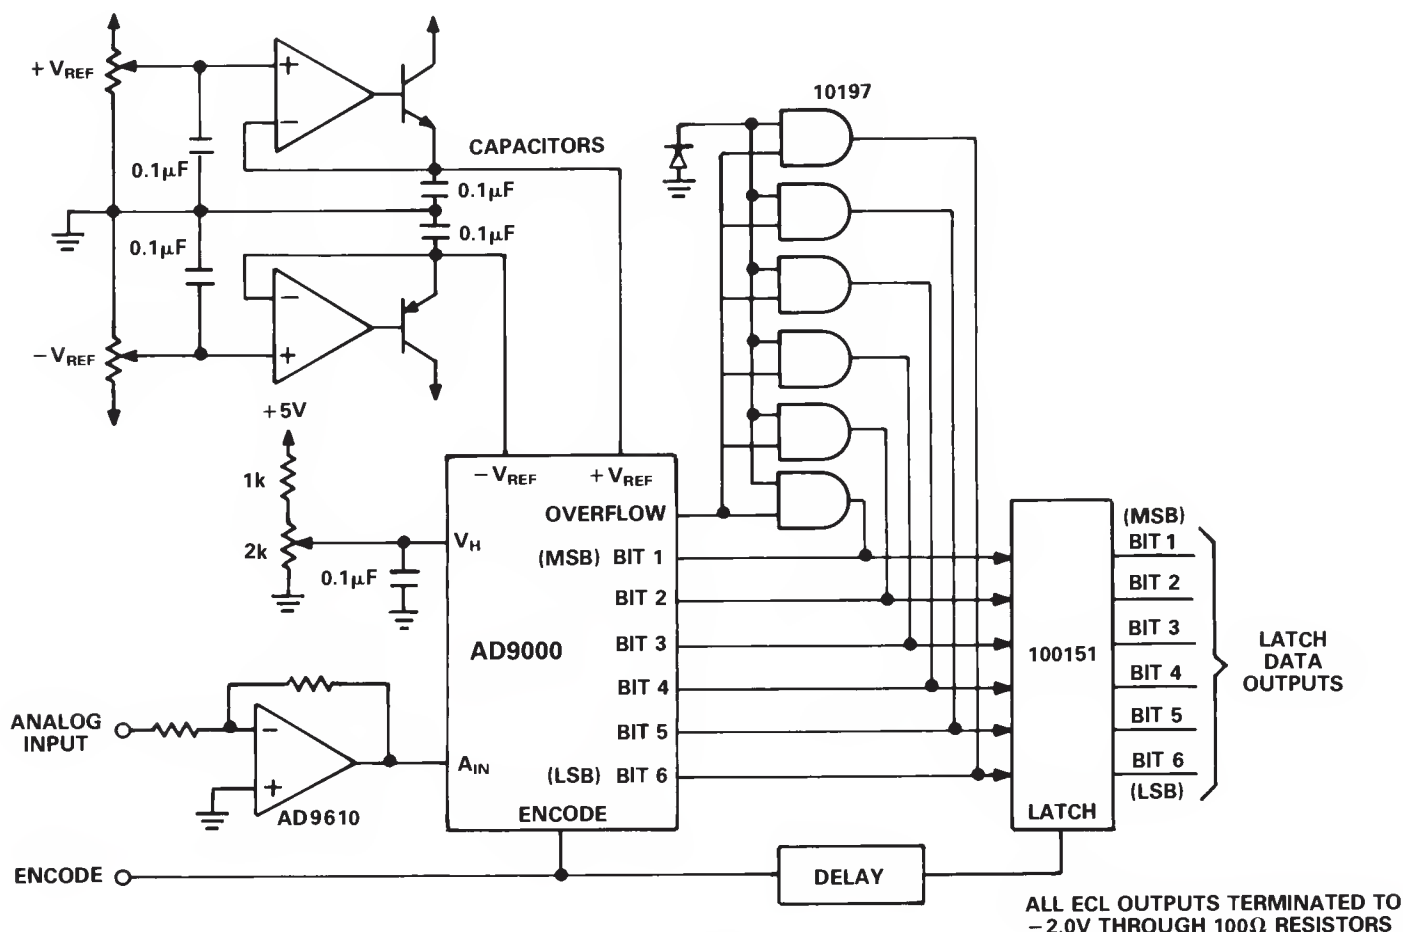 + VREF
0.1μF
CAPACITORS
0.1μF
0.1μF
0.1μF
− VREF
+
−
−
+
+5V
1k
2k
0.1μF
10197
− VREF
+ VREF
OVERFLOW
VH
(MSB) BIT 1
BIT 2
BIT 3
BIT 4
BIT 5
(LSB) BIT 6
AD9000
AIN
ENCODE
ANALOG
INPUT
−
+
AD9610
ENCODE
DELAY
100151
LATCH
(MSB)
BIT 1
BIT 2
BIT 3
BIT 4
BIT 5
BIT 6
(LSB)
LATCH
DATA
OUTPUTS
ALL ECL OUTPUTS TERMINATED TO
−2.0V THROUGH 100Ω RESISTORS